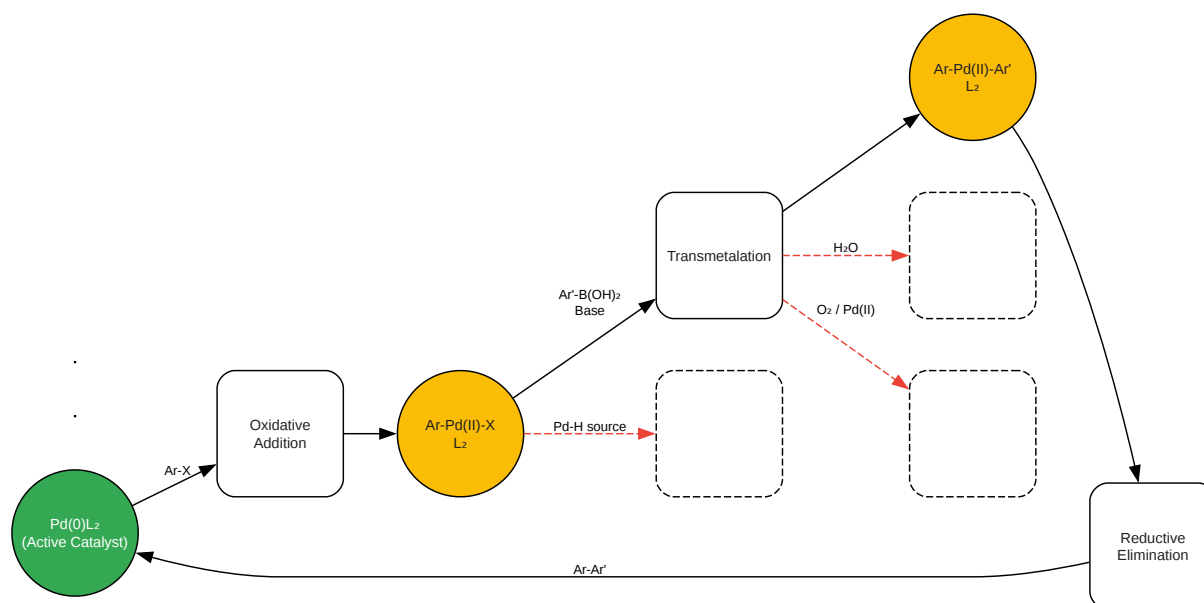 Ar-Pd(II)-Ar'
L₂
Transmetalation
H₂O
Ar'-B(OH)₂
Base
O₂ / Pd(II)
Oxidative
Addition
Ar-Pd(II)-X
L₂
Pd-H source
Ar-X
Pd(0)L₂
(Active Catalyst)
Reductive
Elimination
Ar-Ar'